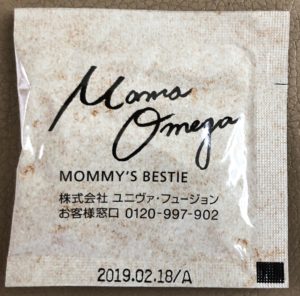 Mama
Omega
MOMMY'S BESTIE
株式会社 ユニヴァ・フュージョン
お客様窓口 0120-997-902
2019.02.18/A